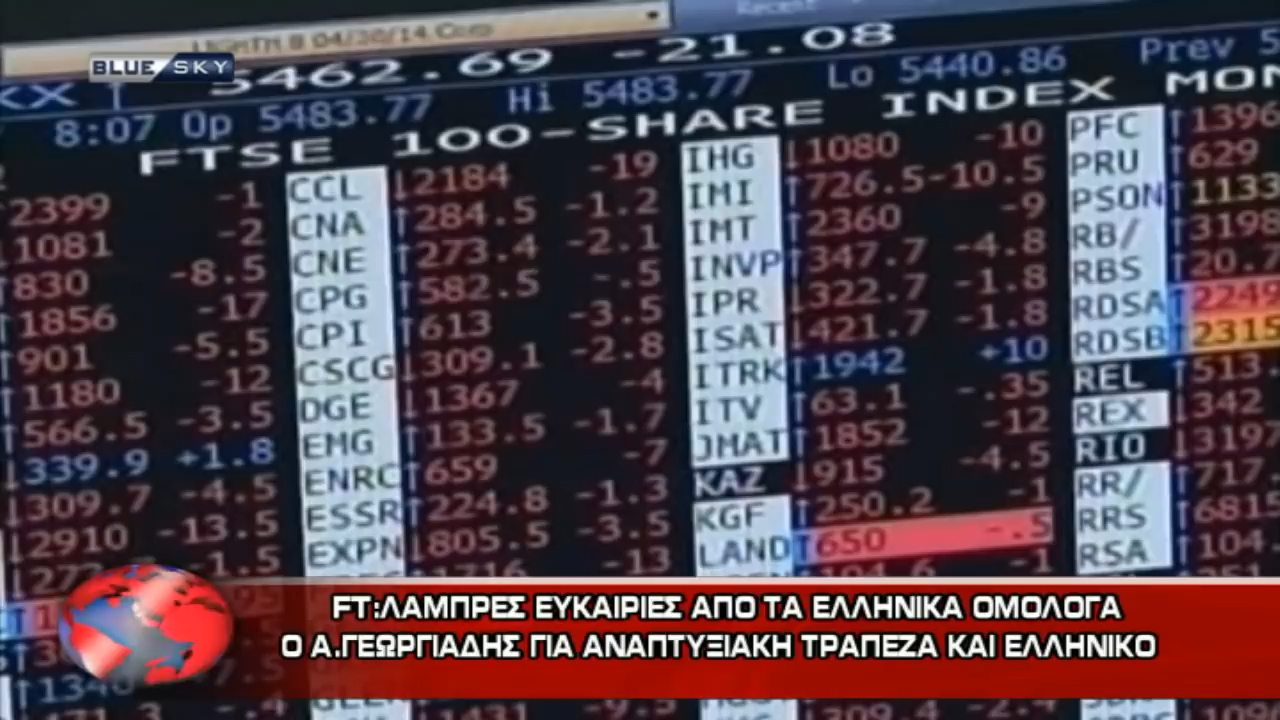 BLUE SKY
5462.69 -21.08
8:07 Op 5483.77 Hi 5483.77 Lo 5440.86 Prev
FTSE 100-SHARE INDEX
2399 -1 CCL ↓2184 -19 IHG ↓1080 -10 PFC ↑1396
1081 -2 CNA ↑284.5 -1.2 IMI ↑726.5-10.5 PRU ↑629
↑830 -8.5 CNE ↑273.4 -2.1 IMT ↑2360 -9 PSON ↑1133
↑1856 -17 CPG ↑582.5 -.5 INVP ↑347.7 -4.8 RB/ ↑3198
↑901 -5.5 CPI ↑613 -3.5 IPR ↓322.7 -1.8 RBS ↑20.7
↑1180 -12 CSCG ↓309.1 -2.8 ISAT ↓421.7 -1.8 RDSA ↑2249
↑566.5 -3.5 DGE ↓1367 -4 ITRK ↑1942 +10 RDSB ↑2315
↓339.9 +1.8 EMG ↑133.5 -1.7 ITV ↑63.1 -.35 REL ↑513.
↓309.7 -4.5 ENRC ↑659 -7 JMAT ↑1852 -12 REX ↓342
↓2910 -13.5 ESSR ↑224.8 -1.3 KAZ ↓915 -4.5 RIO ↓3197
-1.5 EXPN ↓805.5 -3.5 KGF ↑250.2 -1 RR/ ↑717.
↓1716 -13 LAND ↑650 -.5 RRS ↑6815
104.6 -1 RSA ↑104.
FT:ΛΑΜΠΡΕΣ ΕΥΚΑΙΡΙΕΣ ΑΠΟ ΤΑ ΕΛΛΗΝΙΚΑ ΟΜΟΛΟΓΑ
Ο Α.ΓΕΩΡΓΙΑΔΗΣ ΓΙΑ ΑΝΑΠΤΥΞΙΑΚΗ ΤΡΑΠΕΖΑ ΚΑΙ ΕΛΛΗΝΙΚΟ